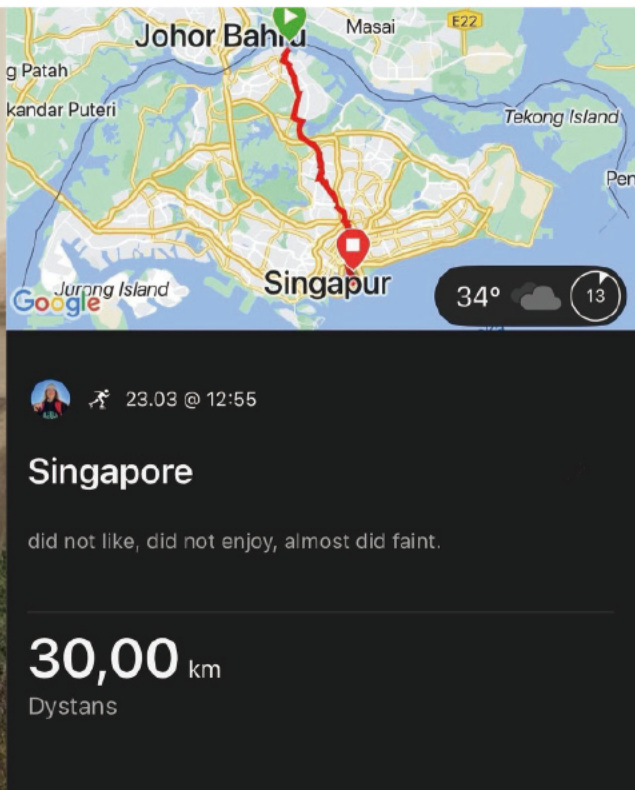 Johor Bahru
Masai
E22
g Patah
kandar Puteri
Tekong Island
Pen
Singapur
Jurong Island
Google
34°
13
23.03 @ 12:55
Singapore
did not like, did not enjoy, almost did faint.
30,00 km
Dystans